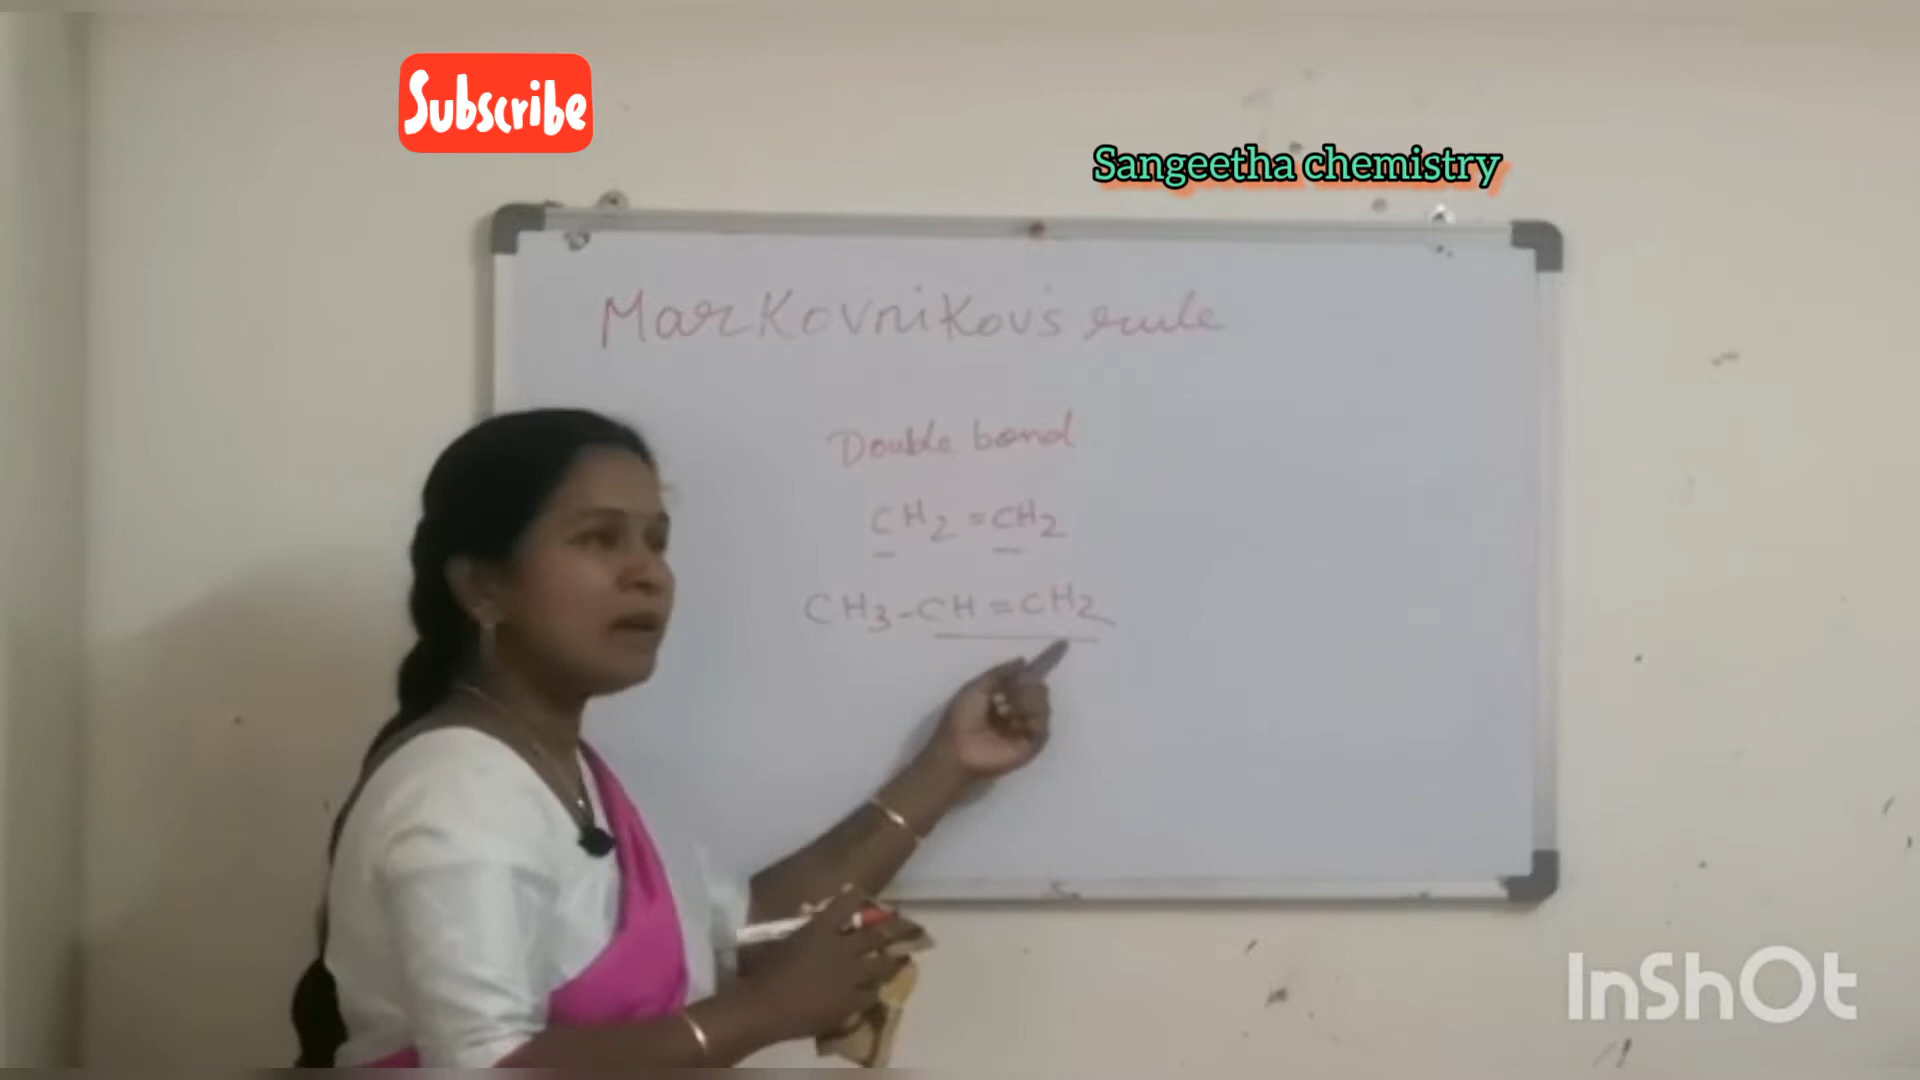 Subscribe
Sangeetha chemistry
Markovnikov's rule
Double bond
CH2=CH2
CH3-CH=CH2
InShOt